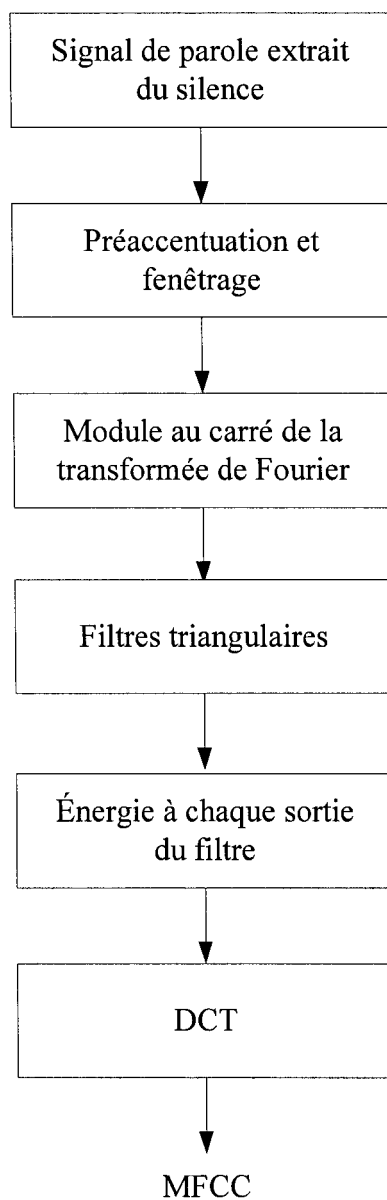 Signal de parole extrait
du silence
Préaccentuation et
fenêtrage
Module au carré de la
transformée de Fourier
Filtres triangulaires
Énergie à chaque sortie
du filtre
DCT
MFCC